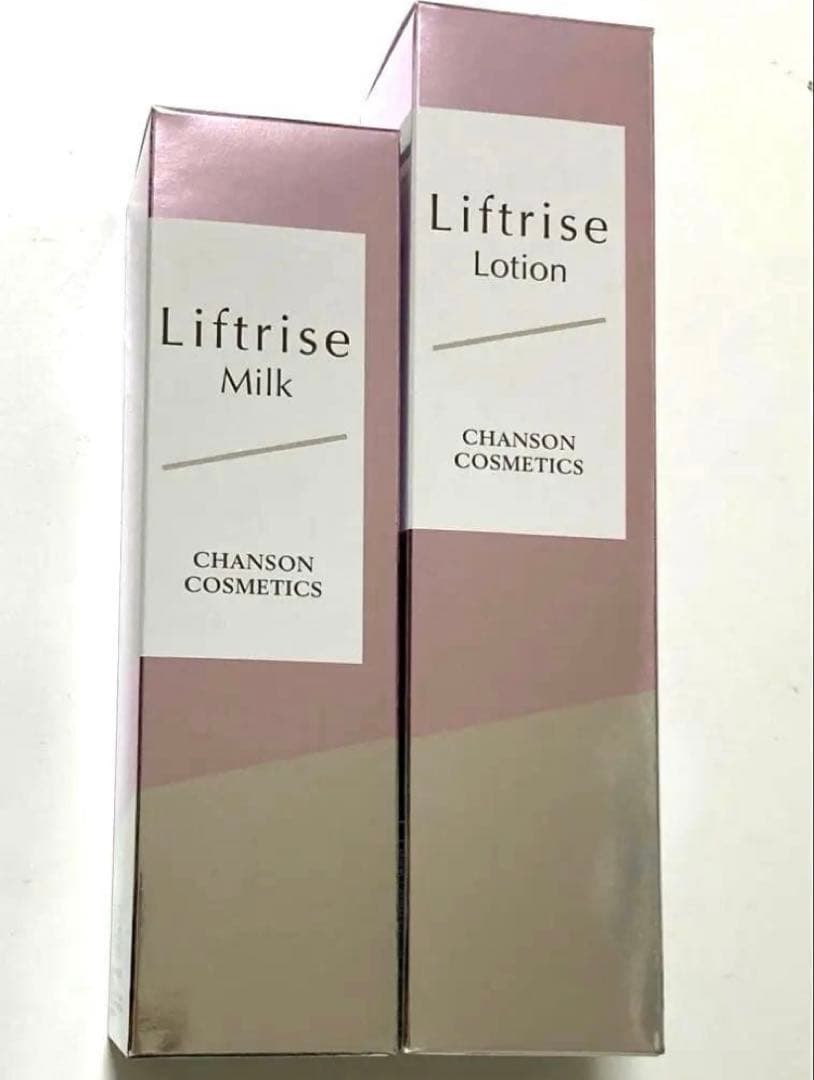 Liftrise
Milk
CHANSON
COSMETICS
Liftrise
Lotion
CHANSON
COSMETICS